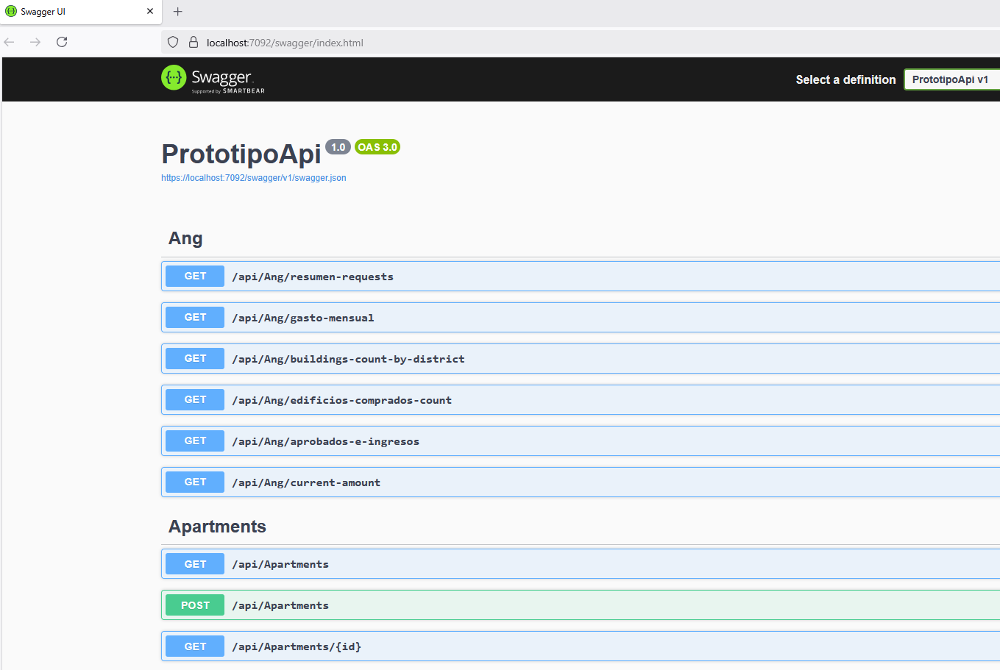 Swagger UI
localhost:7092/swagger/index.html
{···} Swagger
Supported by SMARTBEAR
Select a definition
PrototipoApi v1
PrototipoApi 1.0 OAS 3.0
https://localhost:7092/swagger/v1/swagger.json
Ang
GET /api/Ang/resumen-requests
GET /api/Ang/gasto-mensual
GET /api/Ang/buildings-count-by-district
GET /api/Ang/edificios-comprados-count
GET /api/Ang/aprobados-e-ingresos
GET /api/Ang/current-amount
Apartments
GET /api/Apartments
POST /api/Apartments
GET /api/Apartments/{id}